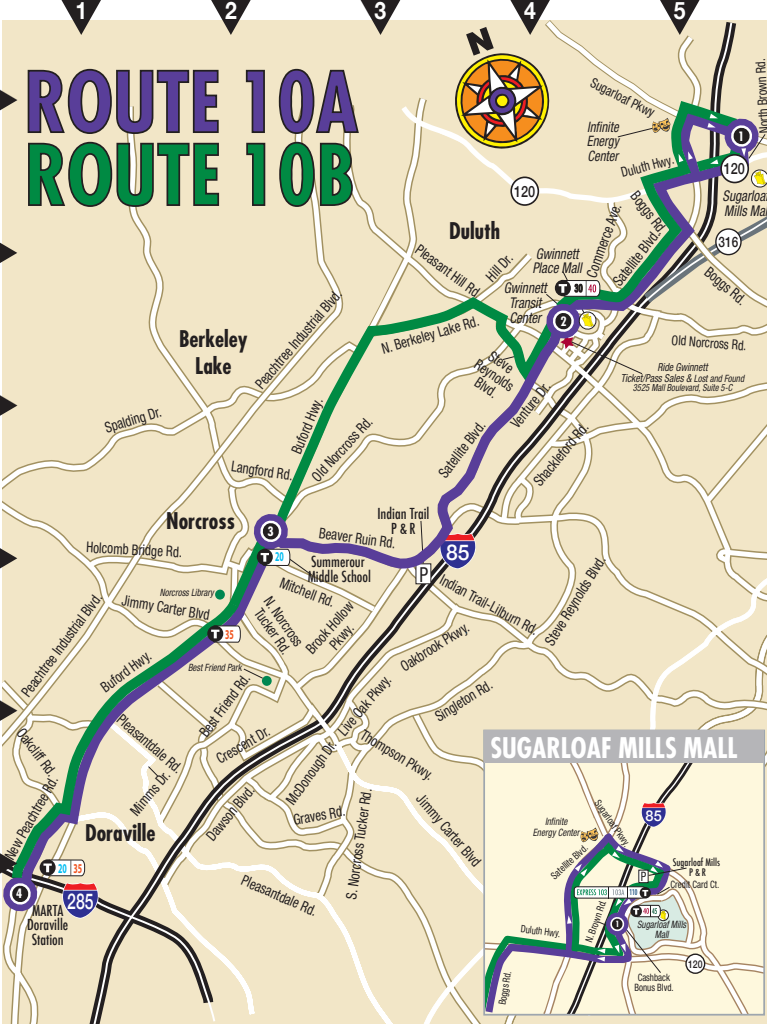 1 2 3 4 5
ROUTE 10A
ROUTE 10B
N
Sugarloaf Pkwy
North Brown Rd.
Infinite
Energy
Center
1
Duluth Hwy.
120
120
Sugarloaf
Mills Mall
Boggs Rd.
Commerce Ave.
Satellite Blvd.
316
Boggs Rd.
Duluth
Pleasant Hill Rd.
Hill Dr.
Gwinnett
Place Mall
T 30 40
Gwinnett
Transit
Center
2
Old Norcross Rd.
Ride Gwinnett
Ticket/Pass Sales & Lost and Found
3525 Mall Boulevard, Suite 5-C
Peachtree Industrial Blvd.
Berkeley
Lake
N. Berkeley Lake Rd.
Steve
Reynolds
Blvd.
Venture Dr.
Spalding Dr.
Buford Hwy.
Old Norcross Rd.
Satellite Blvd.
Shackleford Rd.
Langford Rd.
Norcross
3
Beaver Ruin Rd.
Indian Trail
P & R
85
P
Holcomb Bridge Rd.
T 20
Summerour
Middle School
Mitchell Rd.
Indian Trail-Lilburn Rd.
Steve Reynolds Blvd.
Norcross Library
Jimmy Carter Blvd
N. Norcross
Tucker Rd.
Brook Hollow
Pkwy.
T 35
Peachtree Industrial Blvd.
Oakbrook Pkwy.
Buford Hwy.
Best Friend Park
Best Friend Rd.
Live Oak Pkwy.
Singleton Rd.
Oakcliff Rd.
Pleasantdale Rd.
Crescent Dr.
Thompson Pkwy.
Mimms Dr.
McDonough Dr.
New Peachtree Rd.
Dawson Blvd.
Graves Rd.
S. Norcross Tucker Rd.
Jimmy Carter Blvd
Doraville
T 20 35
4
285
MARTA
Doraville
Station
Pleasantdale Rd.
SUGARLOAF MILLS MALL
Sugarloaf Pkwy
85
Infinite
Energy Center
Satellite Blvd.
Sugarloaf Mills
P & R
P
Credit Card Ct.
EXPRESS 103 103A 110 T
N. Brown Rd.
T 40 45
1
Sugarloaf Mills
Mall
Duluth Hwy.
120
Cashback
Bonus Blvd.
Boggs Rd.